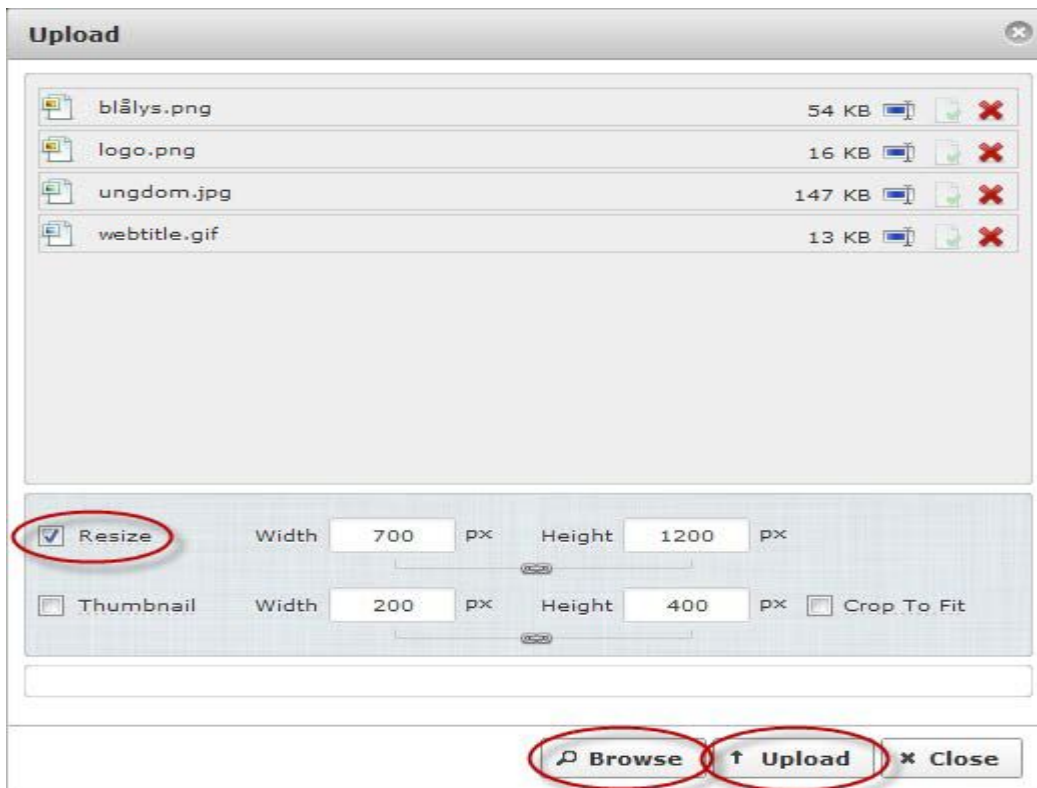 Upload
blålys.png 54 KB
logo.png 16 KB
ungdom.jpg 147 KB
webtitle.gif 13 KB
Resize Width 700 px Height 1200 px
Thumbnail Width 200 px Height 400 px Crop To Fit
Browse Upload Close